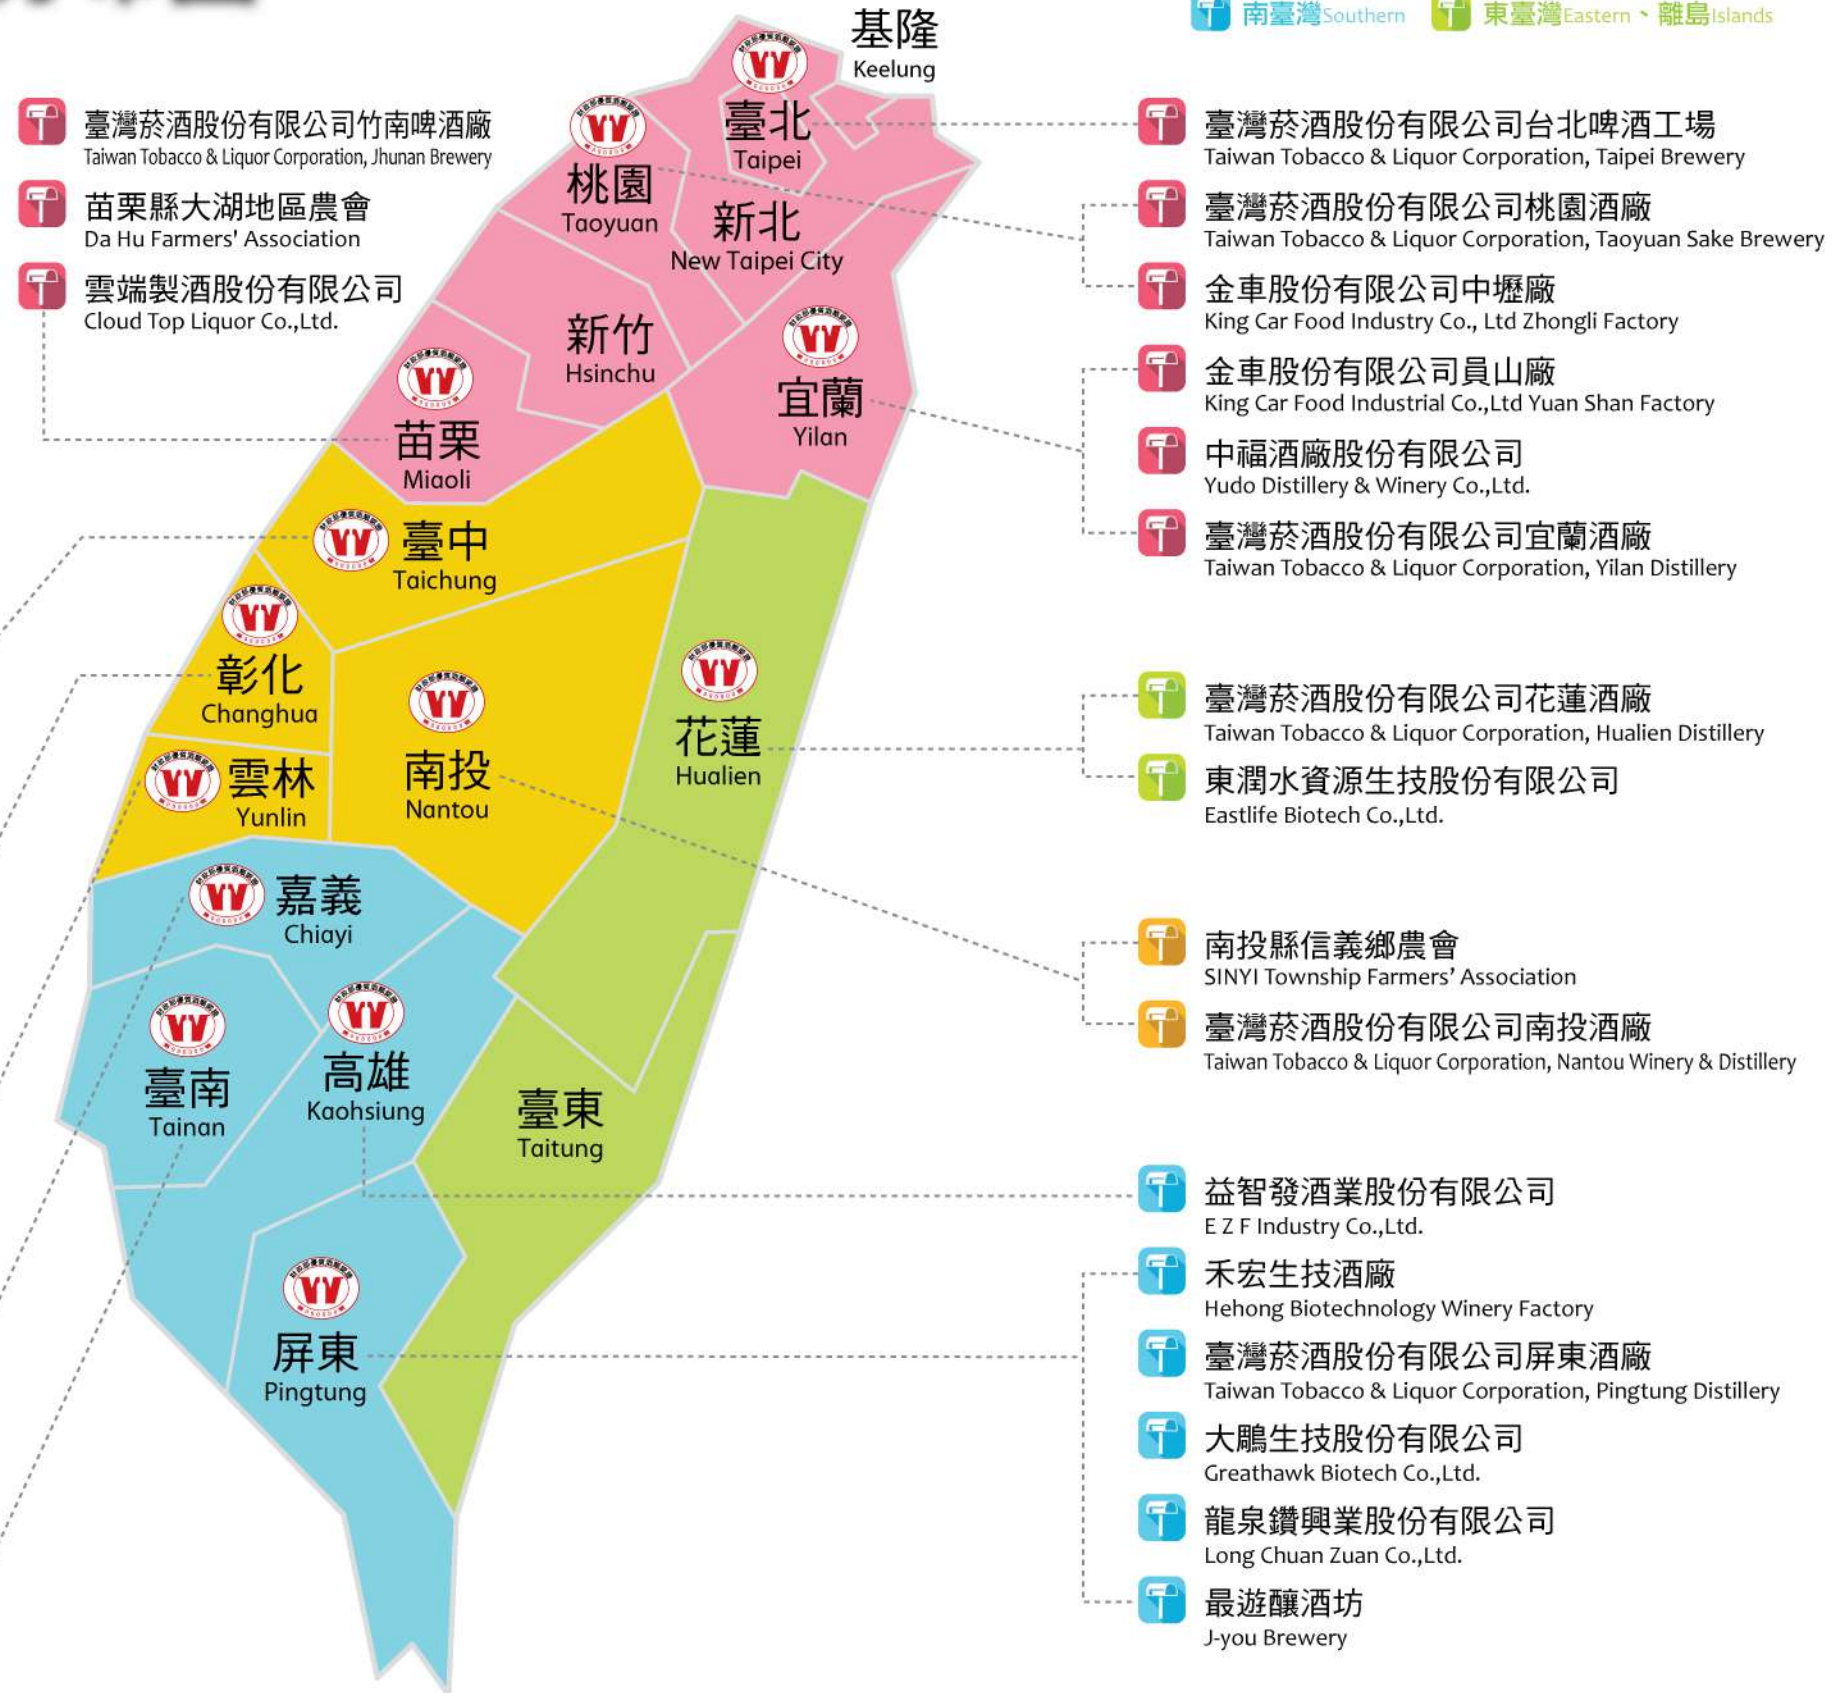 南臺灣Southern
東臺灣Eastern、離島Islands
臺灣菸酒股份有限公司竹南啤酒廠
Taiwan Tobacco & Liquor Corporation, Jhunan Brewery
苗栗縣大湖地區農會
Da Hu Farmers' Association
雲端製酒股份有限公司
Cloud Top Liquor Co.,Ltd.
基隆
Keelung
臺北
Taipei
桃園
Taoyuan
新北
New Taipei City
新竹
Hsinchu
宜蘭
Yilan
苗栗
Miaoli
臺中
Taichung
彰化
Changhua
南投
Nantou
花蓮
Hualien
雲林
Yunlin
嘉義
Chiayi
臺南
Tainan
高雄
Kaohsiung
臺東
Taitung
屏東
Pingtung
臺灣菸酒股份有限公司台北啤酒工場
Taiwan Tobacco & Liquor Corporation, Taipei Brewery
臺灣菸酒股份有限公司桃園酒廠
Taiwan Tobacco & Liquor Corporation, Taoyuan Sake Brewery
金車股份有限公司中壢廠
King Car Food Industry Co., Ltd Zhongli Factory
金車股份有限公司員山廠
King Car Food Industrial Co.,Ltd Yuan Shan Factory
中福酒廠股份有限公司
Yudo Distillery & Winery Co.,Ltd.
臺灣菸酒股份有限公司宜蘭酒廠
Taiwan Tobacco & Liquor Corporation, Yilan Distillery
臺灣菸酒股份有限公司花蓮酒廠
Taiwan Tobacco & Liquor Corporation, Hualien Distillery
東潤水資源生技股份有限公司
Eastlife Biotech Co.,Ltd.
南投縣信義鄉農會
SINYI Township Farmers' Association
臺灣菸酒股份有限公司南投酒廠
Taiwan Tobacco & Liquor Corporation, Nantou Winery & Distillery
益智發酒業股份有限公司
E Z F Industry Co.,Ltd.
禾宏生技酒廠
Hehong Biotechnology Winery Factory
臺灣菸酒股份有限公司屏東酒廠
Taiwan Tobacco & Liquor Corporation, Pingtung Distillery
大鵰生技股份有限公司
Greathawk Biotech Co.,Ltd.
龍泉鑽興業股份有限公司
Long Chuan Zuan Co.,Ltd.
最遊釀酒坊
J-you Brewery